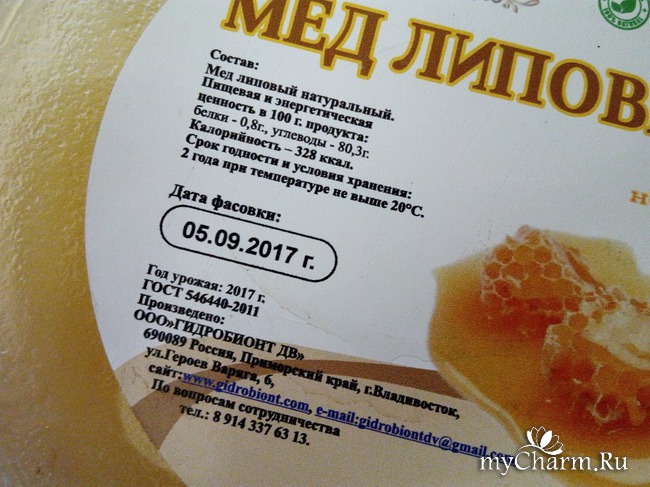 100% NATURAL
МЕД ЛИПОВ
Состав:
Мед липовый натуральный.
Пищевая и энергетическая
ценность в 100 г. продукта:
белки - 0,8г., углеводы - 80,3г.
Калорийность – 328 ккал.
Срок годности и условия хранения:
2 года при температуре не выше 20°С.
Дата фасовки:
05.09.2017 г.
Год урожая: 2017 г.
ГОСТ 546440-2011
Произведено:
ООО»ГИДРОБИОНТ ДВ»
690089 Россия, Приморский край, г.Владивосток,
ул.Героев Варяга, 6,
сайт:www.gidrobiont.com, e-mail:gidrobiontdv@gmail.com
По вопросам сотрудничества
тел.: 8 914 337 63 13.
myCharm.Ru